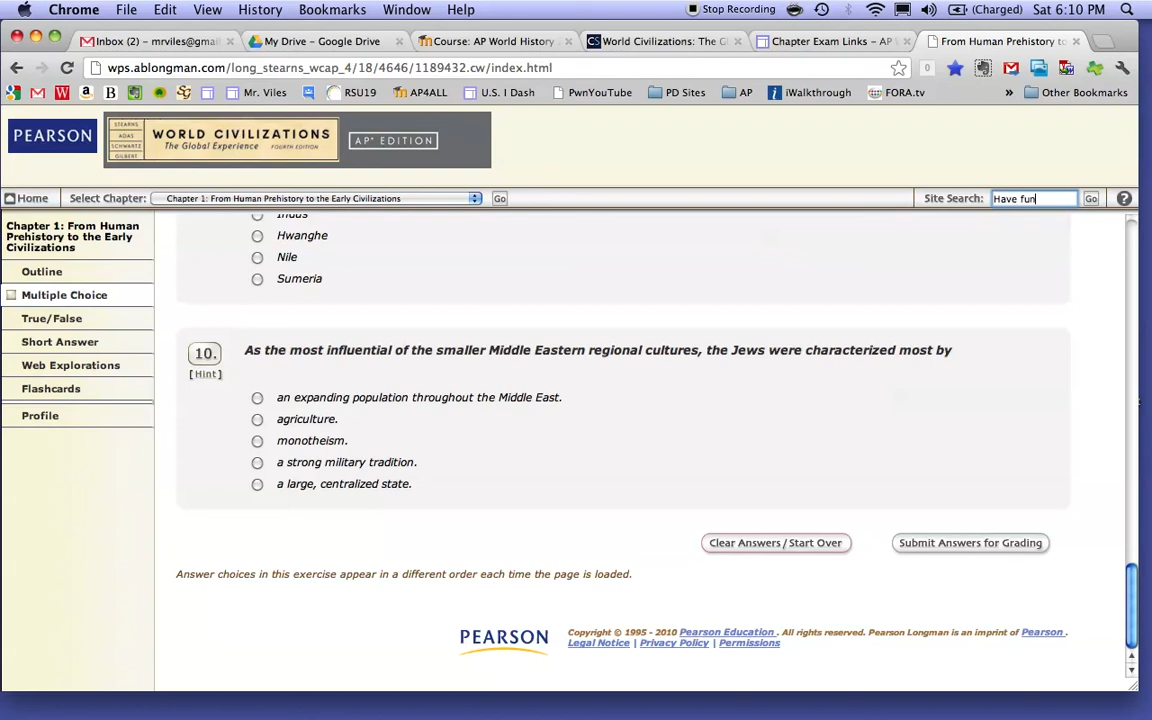 Chrome File Edit View History Bookmarks Window Help Stop Recording (Charged) Sat 6:10 PM
Inbox (2) – mrviles@gmai My Drive – Google Drive Course: AP World History World Civilizations: The G Chapter Exam Links – AP W From Human Prehistory to
wps.ablongman.com/long_stearns_wcap_4/18/4646/1189432.cw/index.html
Mr. Viles RSU19 AP4ALL U.S. I Dash PwnYouTube PD Sites AP iWalkthrough FORA.tv » Other Bookmarks
PEARSON
STEARNS
ADAS
SCHWARTZ
GILBERT
WORLD CIVILIZATIONS
The Global Experience FOURTH EDITION
AP* EDITION
Home Select Chapter: Chapter 1: From Human Prehistory to the Early Civilizations Go Site Search: Have fun Go ?
Chapter 1: From Human
Prehistory to the Early
Civilizations
Outline
Multiple Choice
True/False
Short Answer
Web Explorations
Flashcards
Profile
Indus
Hwanghe
Nile
Sumeria
10. As the most influential of the smaller Middle Eastern regional cultures, the Jews were characterized most by
[Hint]
an expanding population throughout the Middle East.
agriculture.
monotheism.
a strong military tradition.
a large, centralized state.
Clear Answers / Start Over Submit Answers for Grading
Answer choices in this exercise appear in a different order each time the page is loaded.
PEARSON
Copyright © 1995 - 2010 Pearson Education . All rights reserved. Pearson Longman is an imprint of Pearson .
Legal Notice | Privacy Policy | Permissions